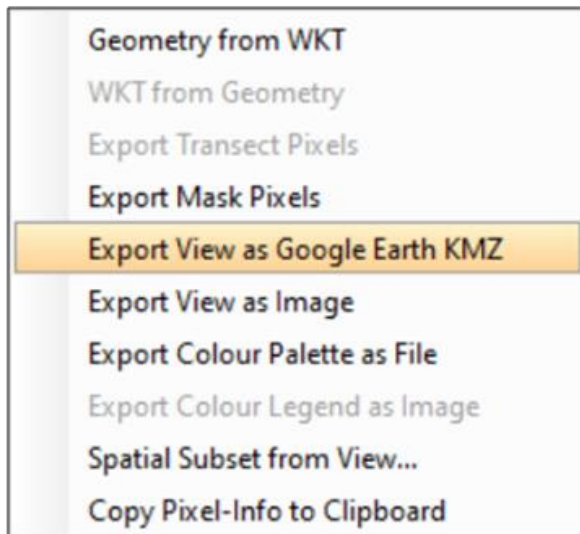 Geometry from WKT
WKT from Geometry
Export Transect Pixels
Export Mask Pixels
Export View as Google Earth KMZ
Export View as Image
Export Colour Palette as File
Export Colour Legend as Image
Spatial Subset from View...
Copy Pixel-Info to Clipboard